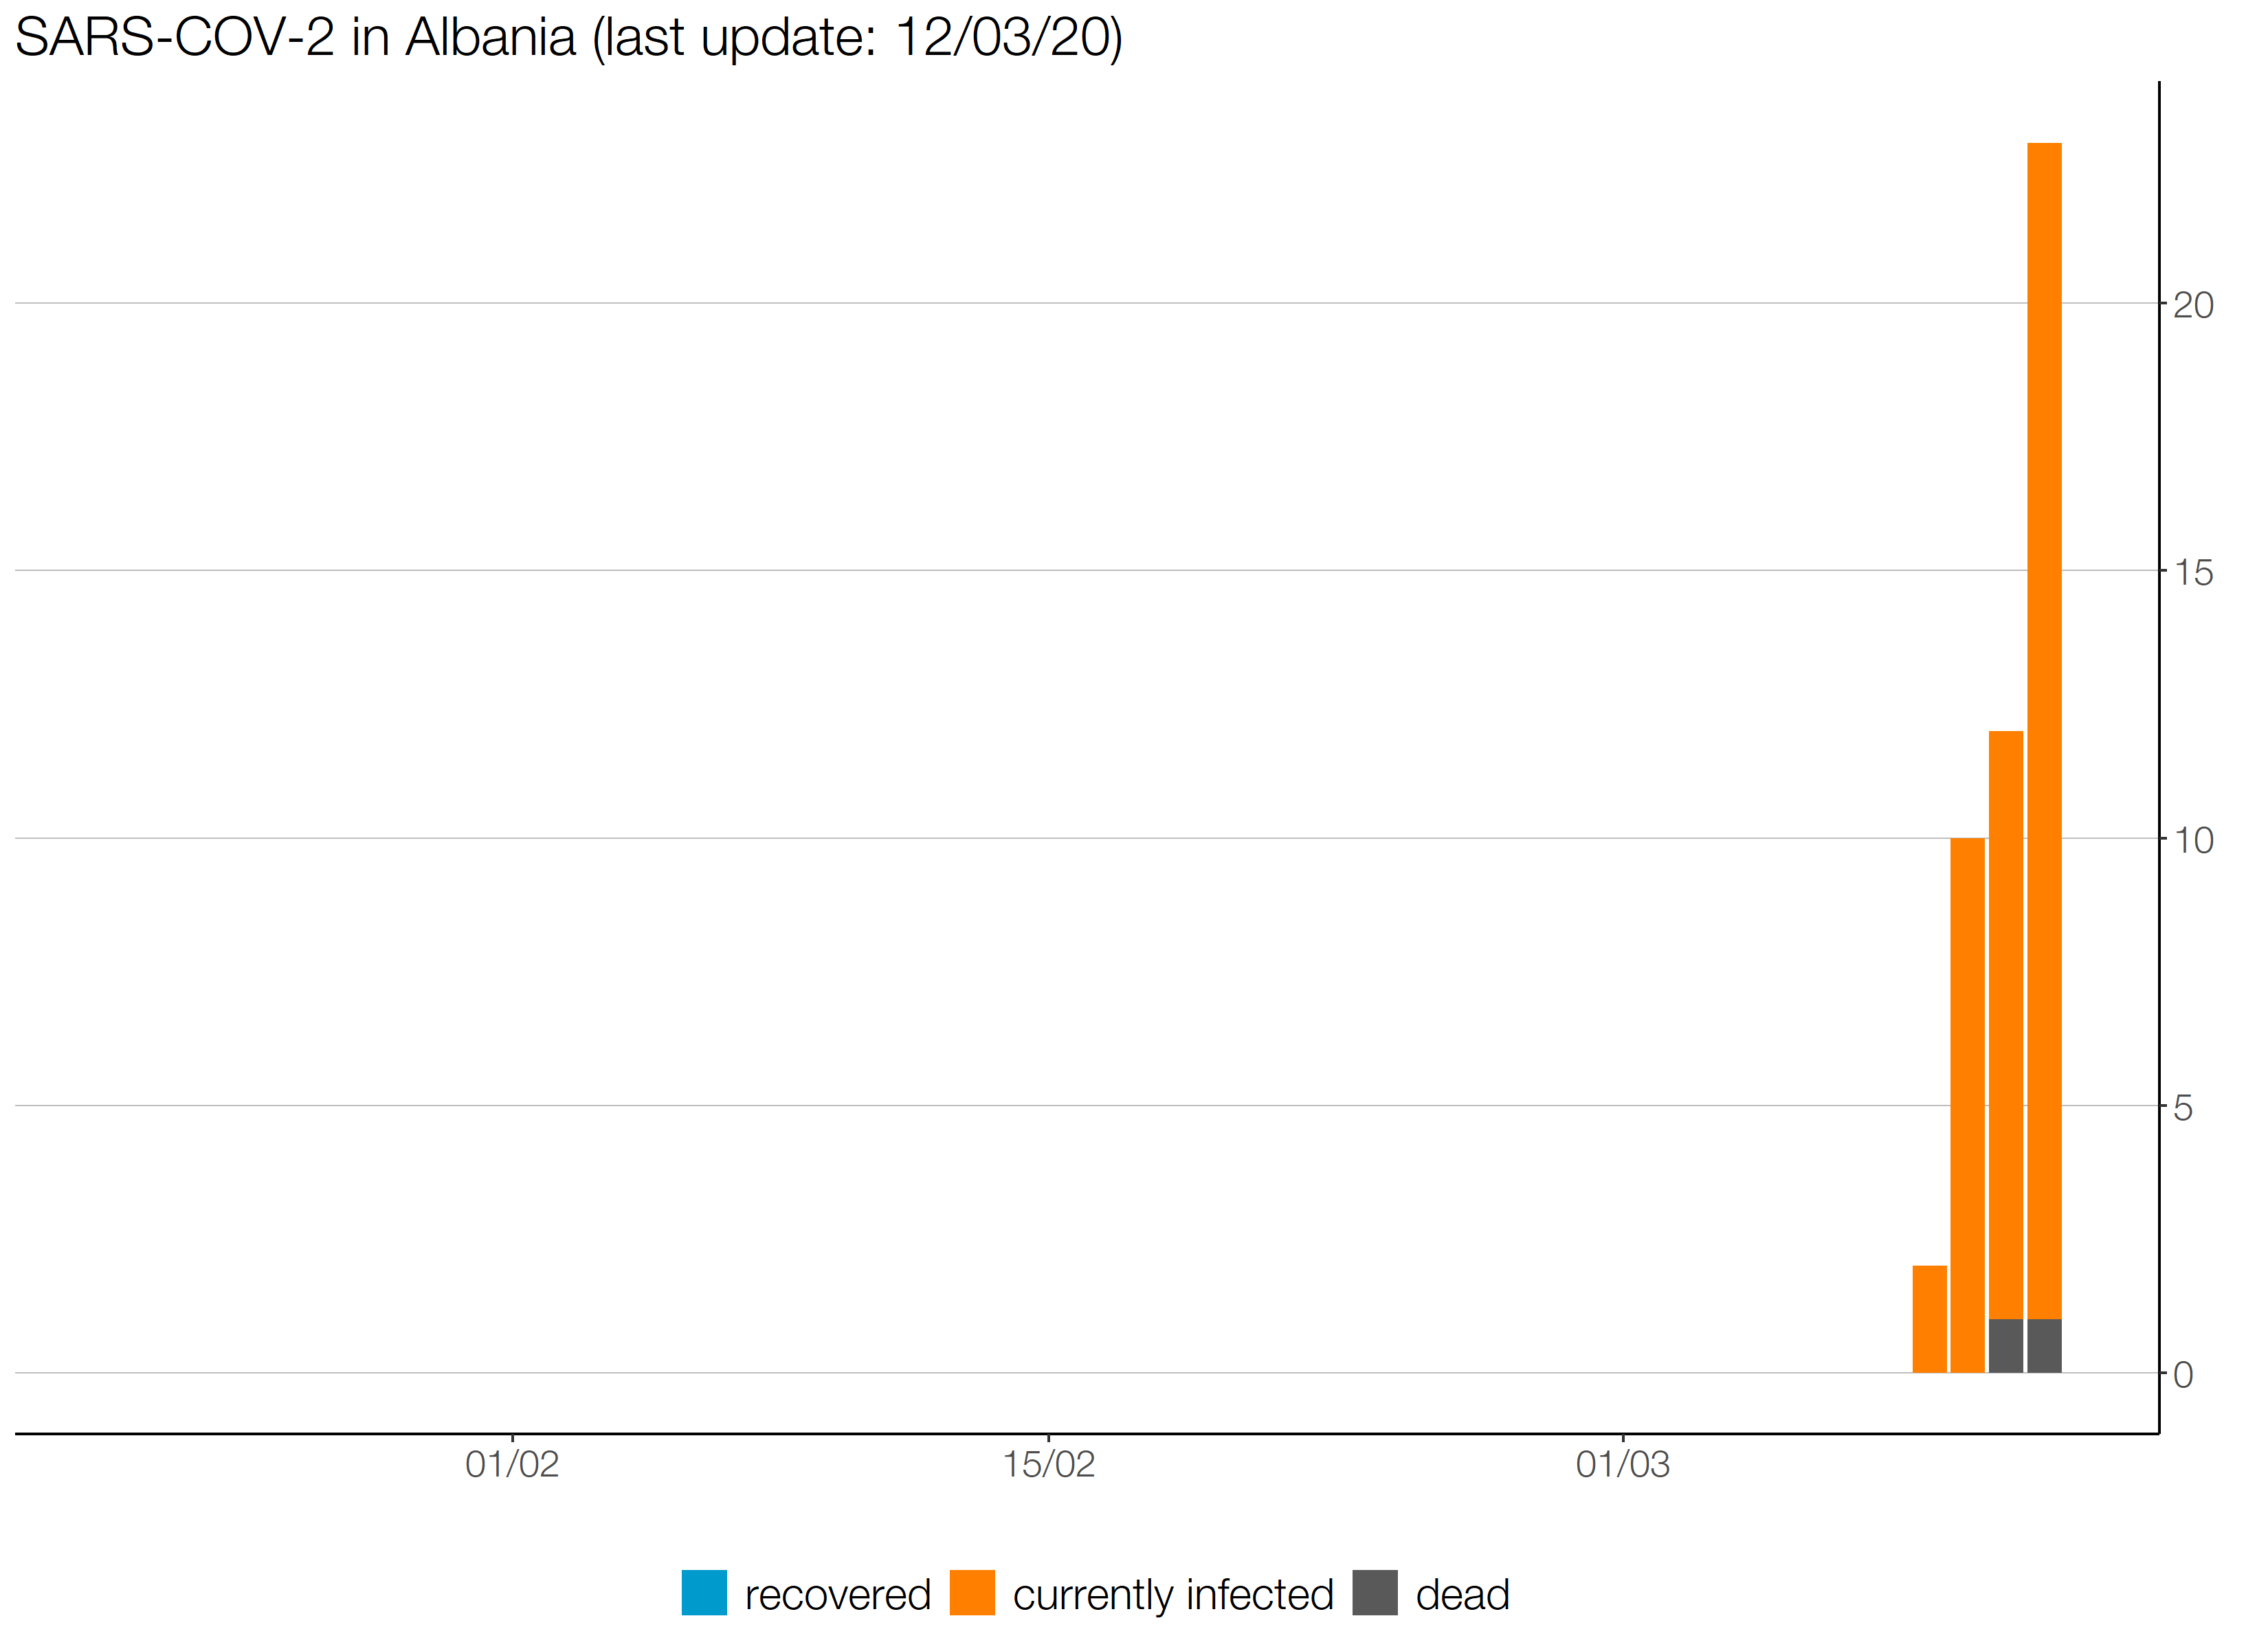 SARS-COV-2 in Albania (last update: 12/03/20)
20
15
10
5
0
01/02 15/02 01/03
recovered currently infected dead